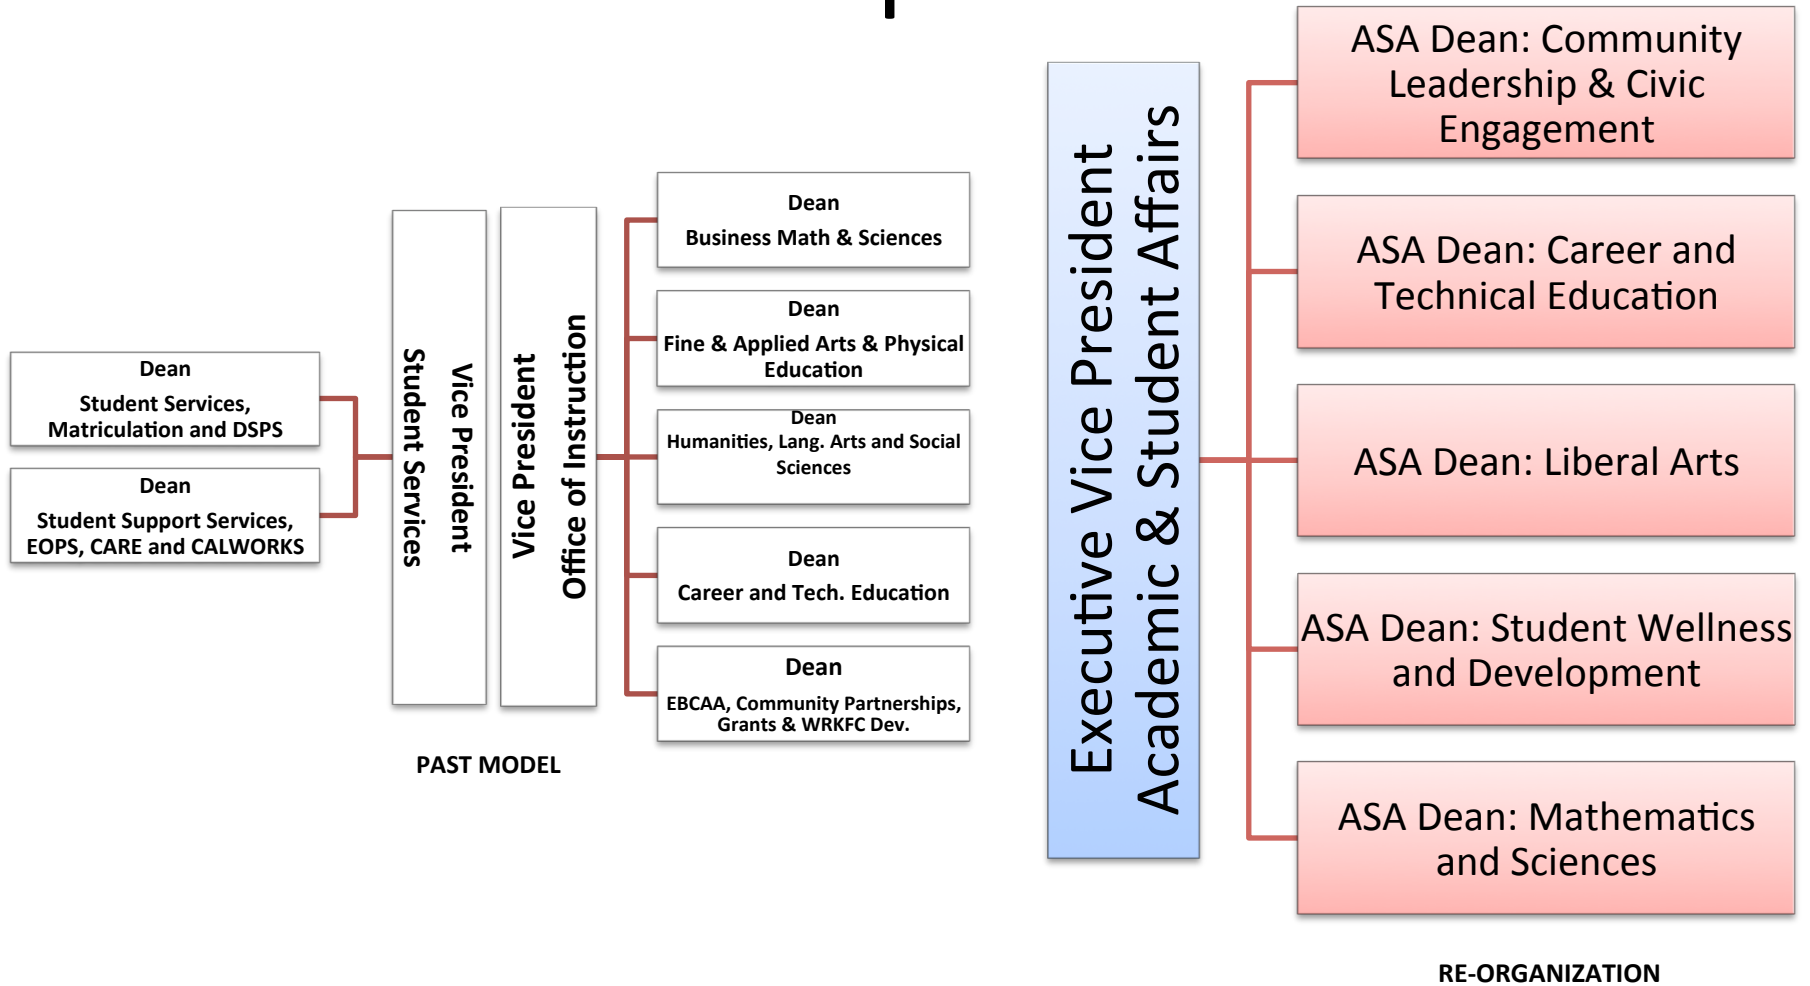 Dean
Student Services,
Matriculation and DSPS
Dean
Student Support Services,
EOPS, CARE and CALWORKS
Vice President
Student Services
Vice President
Office of Instruction
Dean
Business Math & Sciences
Dean
Fine & Applied Arts & Physical
Education
Dean
Humanities, Lang. Arts and Social
Sciences
Dean
Career and Tech. Education
Dean
EBCAA, Community Partnerships,
Grants & WRKFC Dev.
PAST MODEL
Executive Vice President
Academic & Student Affairs
ASA Dean: Community
Leadership & Civic
Engagement
ASA Dean: Career and
Technical Education
ASA Dean: Liberal Arts
ASA Dean: Student Wellness
and Development
ASA Dean: Mathematics
and Sciences
RE-ORGANIZATION